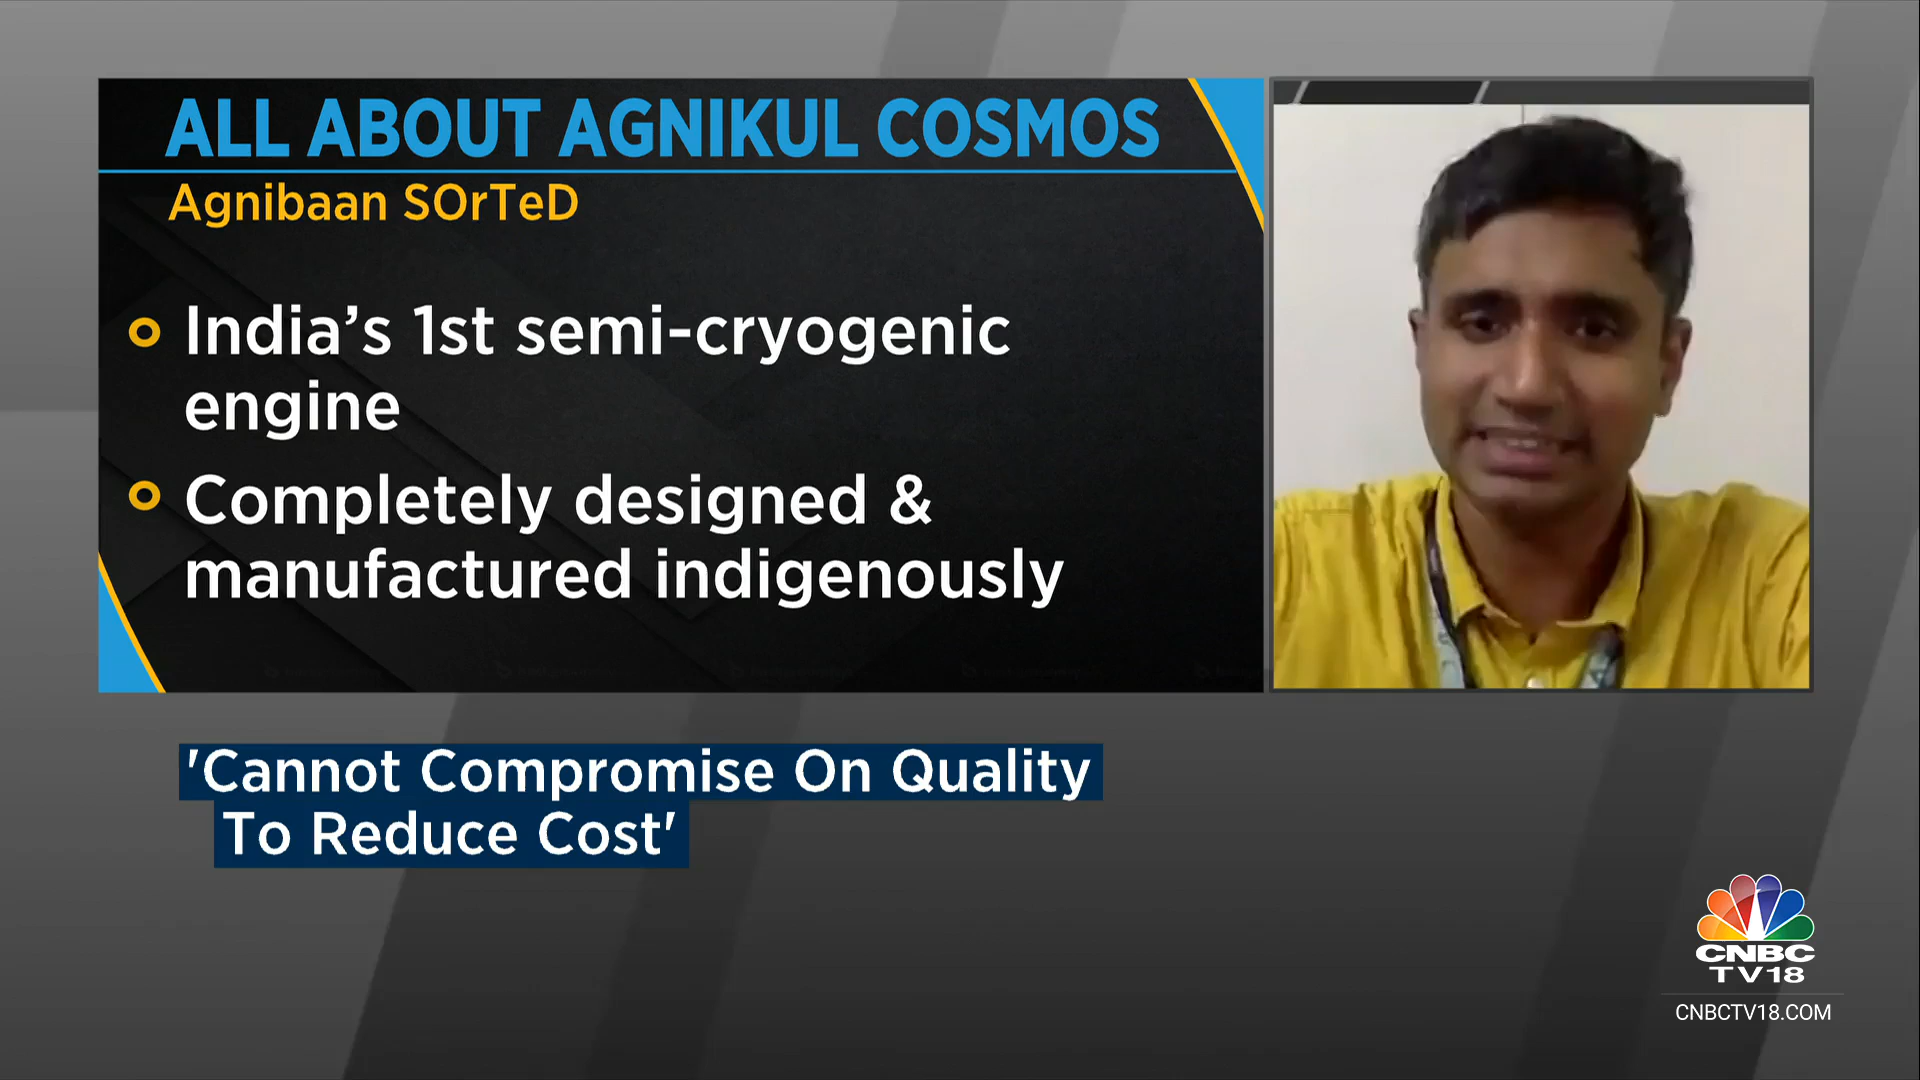 ALL ABOUT AGNIKUL COSMOS
Agnibaan SOrTeD
India’s 1st semi-cryogenic
engine
Completely designed &
manufactured indigenously
'Cannot Compromise On Quality
To Reduce Cost'
CNBC
TV18
CNBCTV18.COM